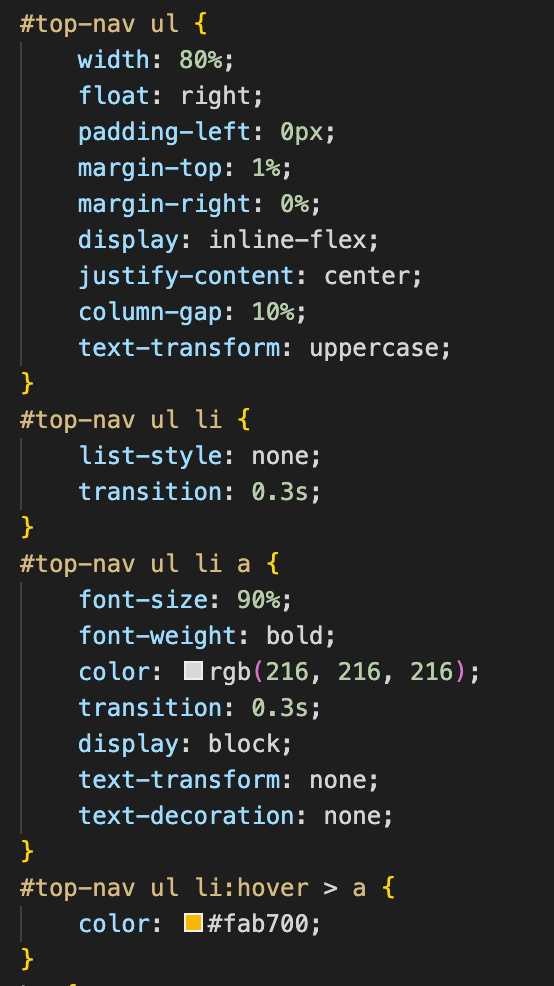 #top-nav ul {
    width: 80%;
    float: right;
    padding-left: 0px;
    margin-top: 1%;
    margin-right: 0%;
    display: inline-flex;
    justify-content: center;
    column-gap: 10%;
    text-transform: uppercase;
}
#top-nav ul li {
    list-style: none;
    transition: 0.3s;
}
#top-nav ul li a {
    font-size: 90%;
    font-weight: bold;
    color: rgb(216, 216, 216);
    transition: 0.3s;
    display: block;
    text-transform: none;
    text-decoration: none;
}
#top-nav ul li:hover > a {
    color: #fab700;
}